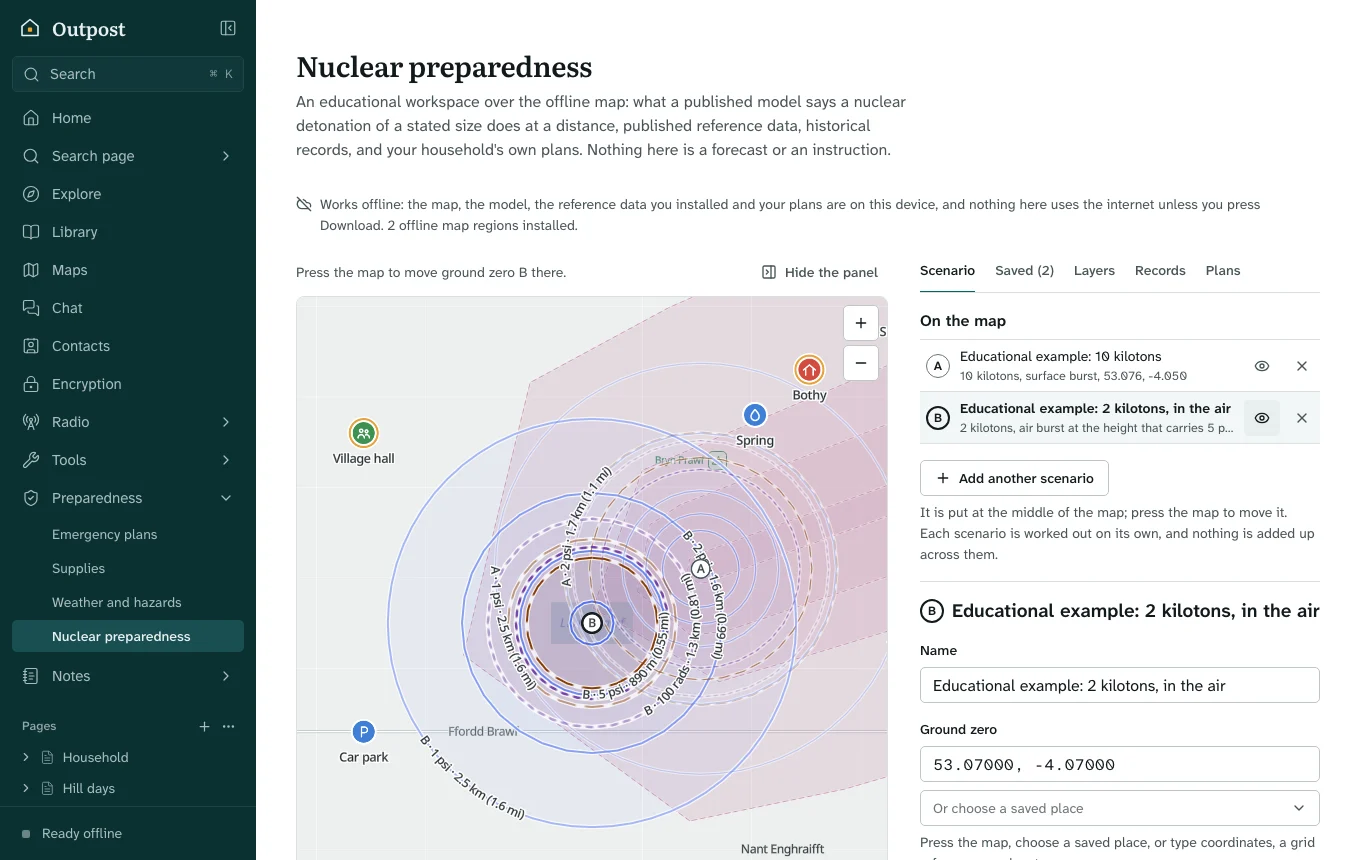 Outpost
Search
⌘ K
Home
Search page
Explore
Library
Maps
Chat
Contacts
Encryption
Radio
Tools
Preparedness
Emergency plans
Supplies
Weather and hazards
Nuclear preparedness
Notes
Pages
Household
Hill days
Ready offline
Nuclear preparedness
An educational workspace over the offline map: what a published model says a nuclear
detonation of a stated size does at a distance, published reference data, historical
records, and your household's own plans. Nothing here is a forecast or an instruction.
Works offline: the map, the model, the reference data you installed and your plans are on this device, and nothing here uses the internet unless you press
Download. 2 offline map regions installed.
Press the map to move ground zero B there.
Hide the panel
+
−
S
Bothy
Spring
Village hall
Bryn Prawf
A · 2 psi · 1.7 km (1.1 mi)
A · 1 psi · 2.5 km (1.6 mi)
A
B
B · 5 psi · 890 m (0.55 mi)
B · 100 rads · 1.3 km (0.81 mi)
1.6 km (0.99 mi)
B · 1 psi · 2.5 km (1.6 mi)
P
Car park
Ffordd Brawf
Nant Enghraifft
Scenario
Saved (2)
Layers
Records
Plans
On the map
A
Educational example: 10 kilotons
10 kilotons, surface burst, 53.076, -4.050
B
Educational example: 2 kilotons, in the air
2 kilotons, air burst at the height that carries 5 p...
Add another scenario
It is put at the middle of the map; press the map to move it.
Each scenario is worked out on its own, and nothing is added up
across them.
B
Educational example: 2 kilotons, in the air
Name
Educational example: 2 kilotons, in the air
Ground zero
53.07000, -4.07000
Or choose a saved place
Press the map, choose a saved place, or type coordinates, a grid